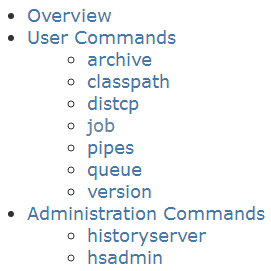 Overview
User Commands
archive
classpath
distcp
job
pipes
queue
version
Administration Commands
historyserver
hsadmin